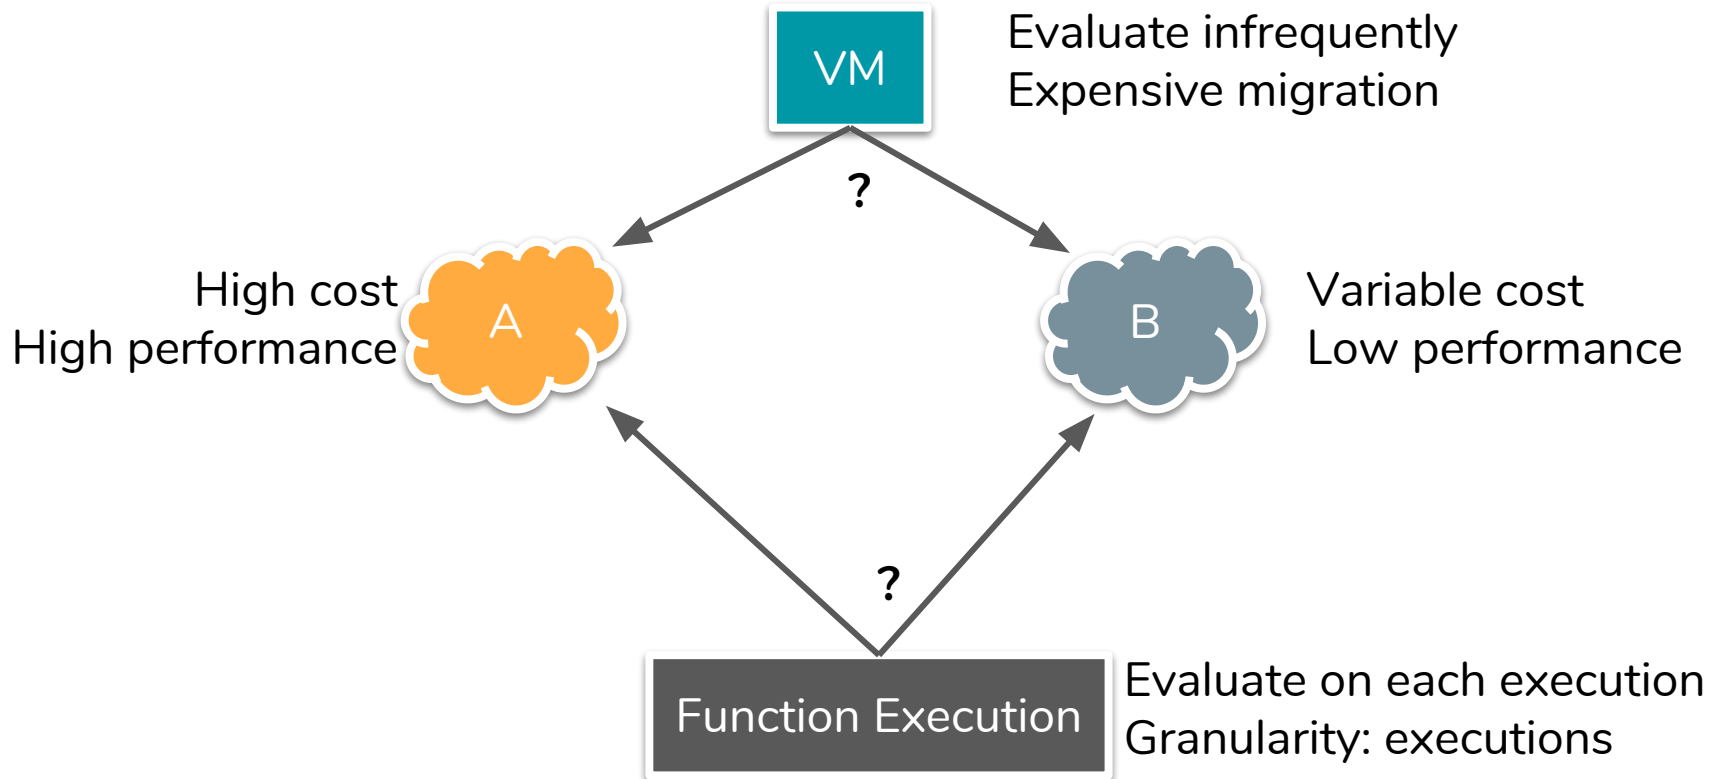 VM
Evaluate infrequently
Expensive migration
?
High cost
High performance
A
B
Variable cost
Low performance
?
Function Execution
Evaluate on each execution
Granularity: executions